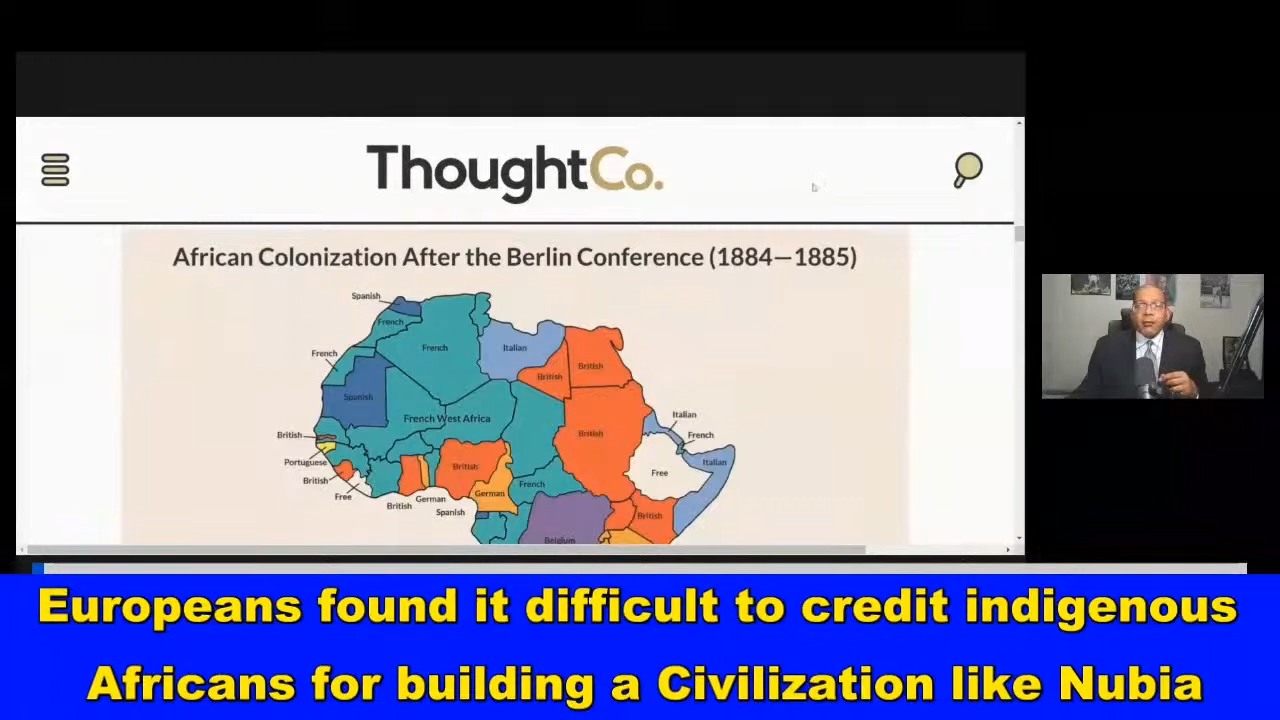 ThoughtCo.
African Colonization After the Berlin Conference (1884—1885)
Spanish
French
French
Italian
British
British
French
Spanish
French West Africa
British
Italian
French
British
Italian
Portuguese
British
Free
British
Free
British
German
Spanish
German
French
British
Belgium
Europeans found it difficult to credit indigenous
Africans for building a Civilization like Nubia